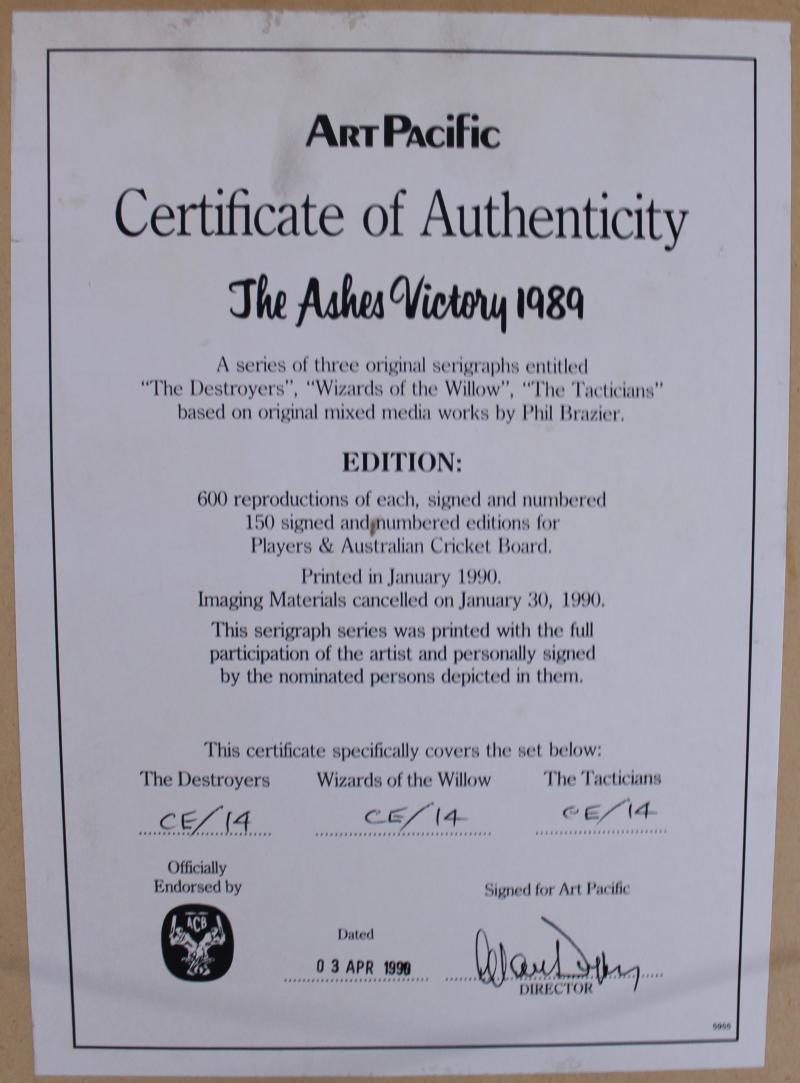 ART PACIFIC
Certificate of Authenticity
The Ashes Victory 1989
A series of three original serigraphs entitled
“The Destroyers”, “Wizards of the Willow”, “The Tacticians”
based on original mixed media works by Phil Brazier.
EDITION:
600 reproductions of each, signed and numbered
150 signed and numbered editions for
Players & Australian Cricket Board.
Printed in January 1990.
Imaging Materials cancelled on January 30, 1990.
This serigraph series was printed with the full
participation of the artist and personally signed
by the nominated persons depicted in them.
This certificate specifically covers the set below:
The Destroyers Wizards of the Willow The Tacticians
CE/14 CE/14 CE/14
Officially
Endorsed by
ACB
Dated
03 APR 1990
Signed for Art Pacific
DIRECTOR
5955